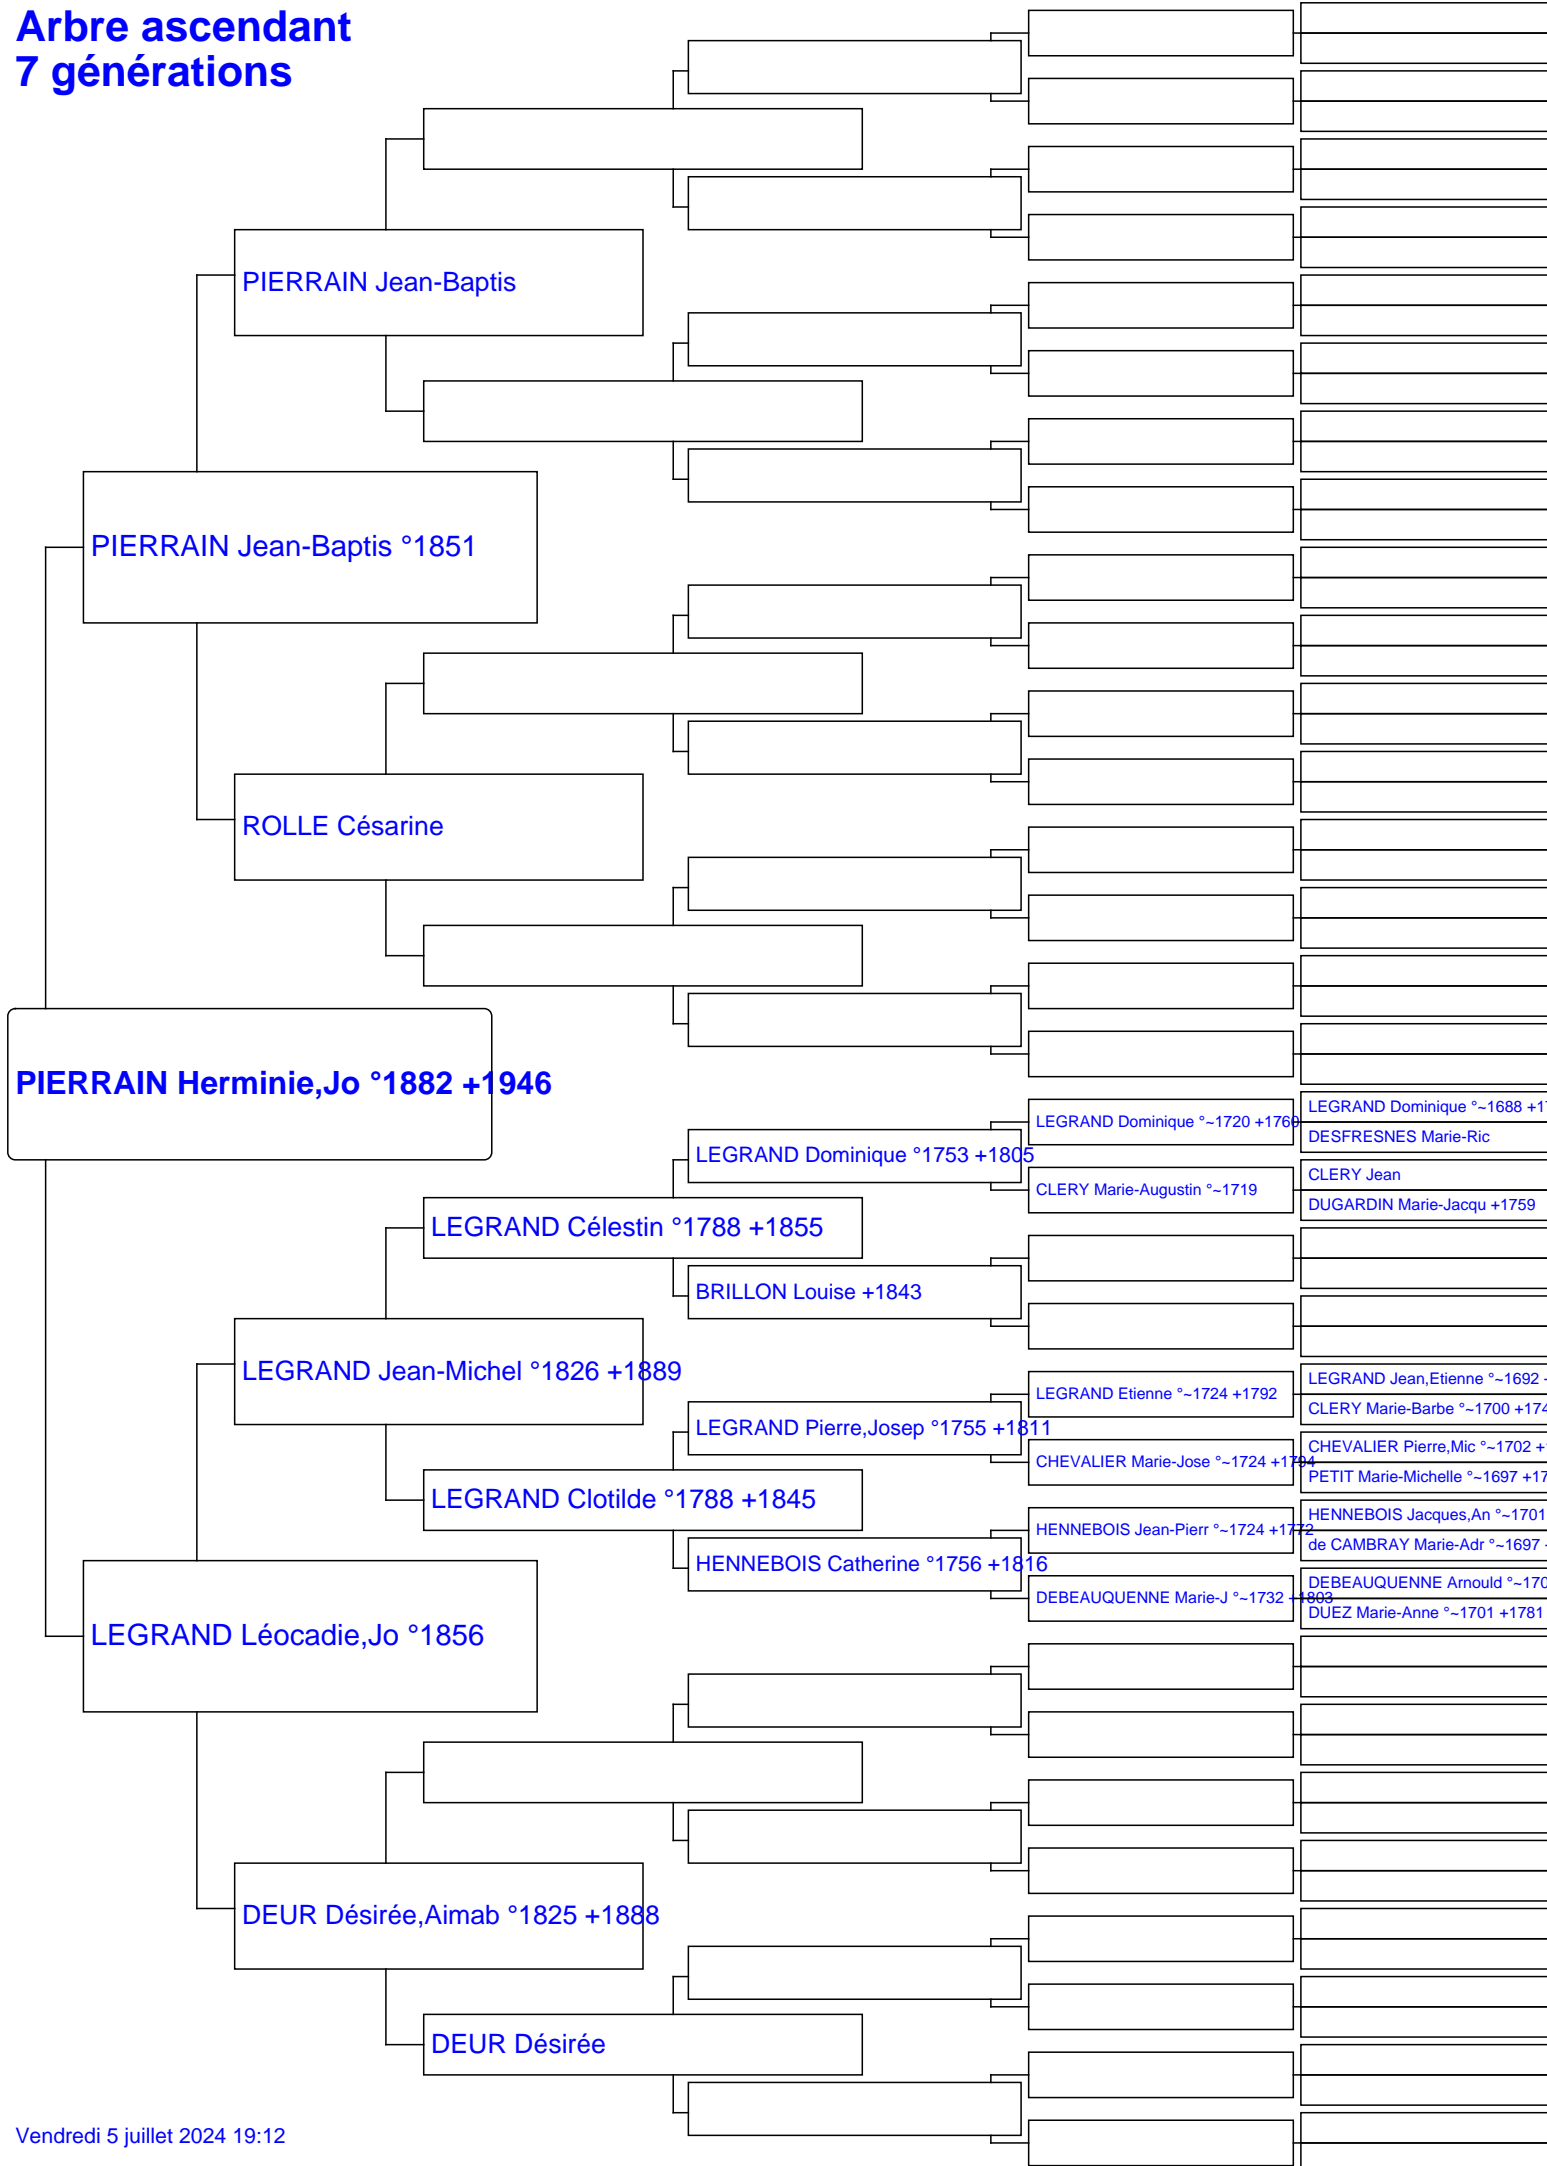 Arbre ascendant
7 générations
PIERRAIN Jean-Baptis
PIERRAIN Jean-Baptis °1851
ROLLE Césarine
PIERRAIN Herminie,Jo °1882 +1946
LEGRAND Dominique °~1720 +1760
LEGRAND Dominique °~1688 +1
DESFRESNES Marie-Ric
LEGRAND Dominique °1753 +1805
CLERY Marie-Augustin °~1719
CLERY Jean
DUGARDIN Marie-Jacqu +1759
LEGRAND Célestin °1788 +1855
BRILLON Louise +1843
LEGRAND Jean-Michel °1826 +1889
LEGRAND Etienne °~1724 +1792
LEGRAND Jean,Etienne °~1692
CLERY Marie-Barbe °~1700 +174
LEGRAND Pierre,Josep °1755 +1811
CHEVALIER Marie-Jose °~1724 +1794
CHEVALIER Pierre,Mic °~1702 +
PETIT Marie-Michelle °~1697 +17
LEGRAND Clotilde °1788 +1845
HENNEBOIS Jean-Pierr °~1724 +1772
HENNEBOIS Jacques,An °~1701
de CAMBRAY Marie-Adr °~1697
HENNEBOIS Catherine °1756 +1816
DEBEAUQUENNE Marie-J °~1732 +1803
DEBEAUQUENNE Arnould °~170
DUEZ Marie-Anne °~1701 +1781
LEGRAND Léocadie,Jo °1856
DEUR Désirée,Aimab °1825 +1888
DEUR Désirée
Vendredi 5 juillet 2024 19:12